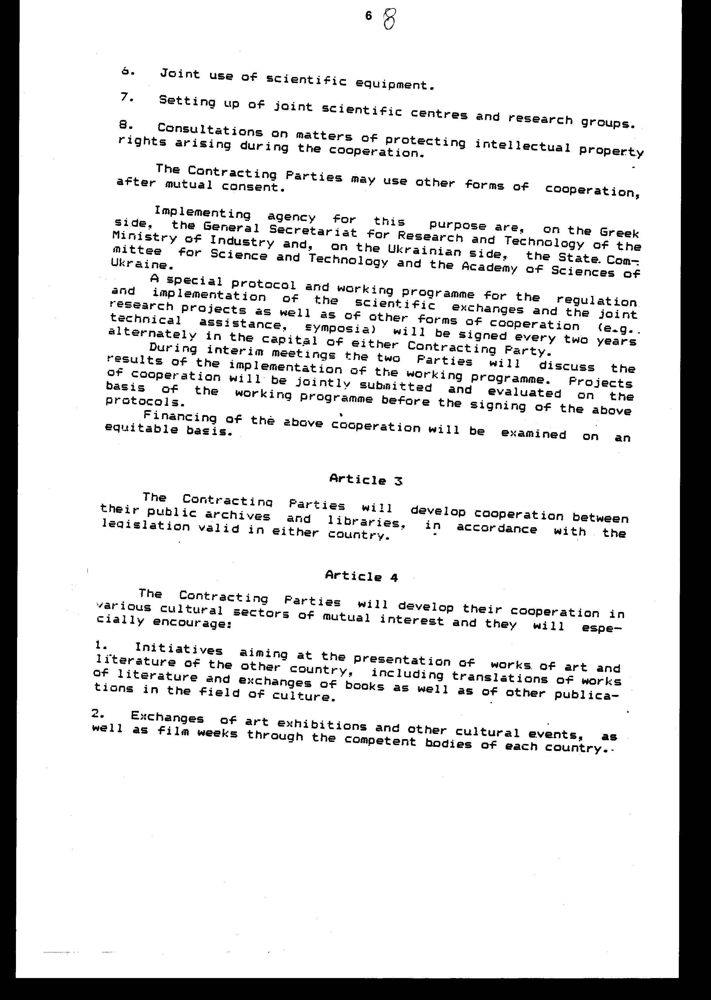 6 8
6. Joint use of scientific equipment.
7. Setting up of joint scientific centres and research groups.
8. Consultations on matters of protecting intellectual property
rights arising during the cooperation.
The Contracting Parties may use other forms of cooperation,
after mutual consent.
Implementing agency for this purpose are, on the Greek
side, the General Secretariat for Research and Technology of the
Ministry of Industry and, on the Ukrainian side, the State Com-
mittee for Science and Technology and the Academy of Sciences of
Ukraine.
A special protocol and working programme for the regulation
and implementation of the scientific exchanges and the joint
research projects as well as of other forms of cooperation (e.g.
technical assistance, symposia) will be signed every two years
alternately in the capital of either Contracting Party.
During interim meetings the two Parties will discuss the
results of the implementation of the working programme. Projects
of cooperation will be jointly submitted and evaluated on the
basis of the working programme before the signing of the above
protocols.
Financing of the above cooperation will be examined on an
equitable basis.
Article 3
The Contracting Parties will develop cooperation between
their public archives and libraries, in accordance with the
legislation valid in either country.
Article 4
The Contracting Parties will develop their cooperation in
various cultural sectors of mutual interest and they will espe-
cially encourage:
1. Initiatives aiming at the presentation of works of art and
literature of the other country, including translations of works
of literature and exchanges of books as well as of other publica-
tions in the field of culture.
2. Exchanges of art exhibitions and other cultural events, as
well as film weeks through the competent bodies of each country.